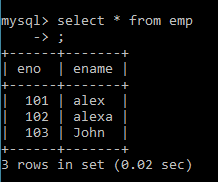 mysql> select * from emp
    -> ;
+-----+-------+
| eno | ename |
+-----+-------+
| 101 | alex  |
| 102 | alexa |
| 103 | John  |
+-----+-------+
3 rows in set (0.02 sec)